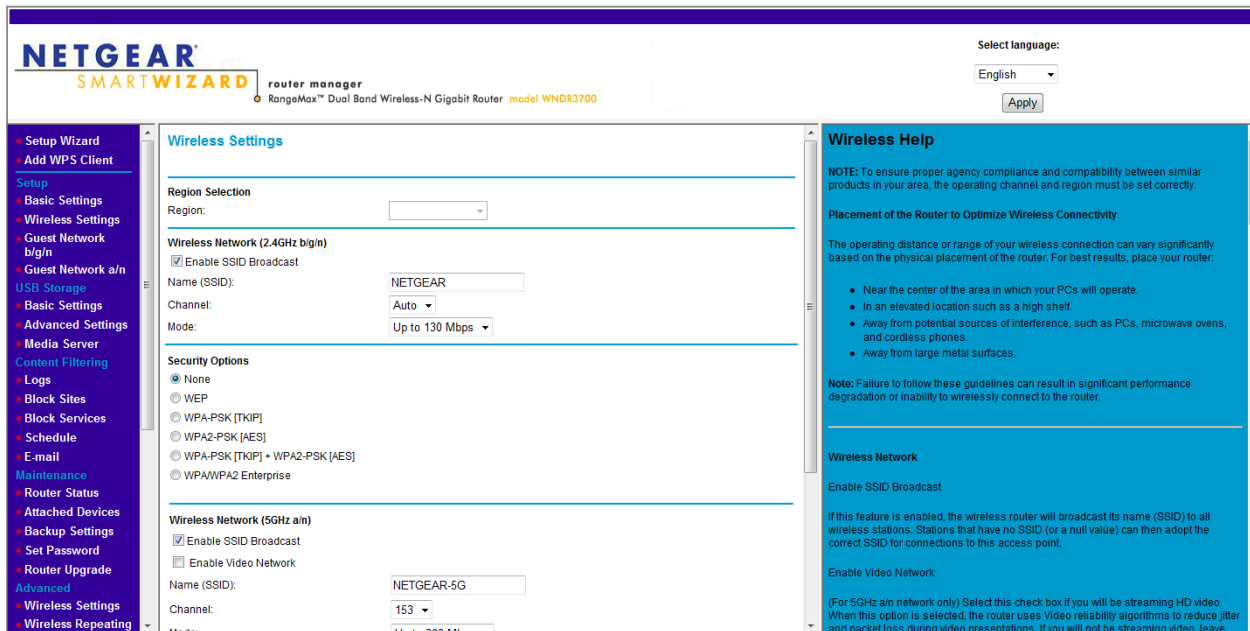 NETGEAR®
SMARTWIZARD
router manager
RangeMax™ Dual Band Wireless-N Gigabit Router model WNDR3700
Select language:
English
Apply
Setup Wizard
Add WPS Client
Setup
Basic Settings
Wireless Settings
Guest Network
b/g/n
Guest Network a/n
USB Storage
Basic Settings
Advanced Settings
Media Server
Content Filtering
Logs
Block Sites
Block Services
Schedule
E-mail
Maintenance
Router Status
Attached Devices
Backup Settings
Set Password
Router Upgrade
Advanced
Wireless Settings
Wireless Repeating
Wireless Settings
Region Selection
Region:
Wireless Network (2.4GHz b/g/n)
Enable SSID Broadcast
Name (SSID): NETGEAR
Channel: Auto
Mode: Up to 130 Mbps
Security Options
None
WEP
WPA-PSK [TKIP]
WPA2-PSK [AES]
WPA-PSK [TKIP] + WPA2-PSK [AES]
WPA/WPA2 Enterprise
Wireless Network (5GHz a/n)
Enable SSID Broadcast
Enable Video Network
Name (SSID): NETGEAR-5G
Channel: 153
Wireless Help
NOTE: To ensure proper agency compliance and compatibility between similar
products in your area, the operating channel and region must be set correctly.
Placement of the Router to Optimize Wireless Connectivity
The operating distance or range of your wireless connection can vary significantly
based on the physical placement of the router. For best results, place your router:
Near the center of the area in which your PCs will operate.
In an elevated location such as a high shelf.
Away from potential sources of interference, such as PCs, microwave ovens,
and cordless phones.
Away from large metal surfaces.
Note: Failure to follow these guidelines can result in significant performance
degradation or inability to wirelessly connect to the router.
Wireless Network
Enable SSID Broadcast
If this feature is enabled, the wireless router will broadcast its name (SSID) to all
wireless stations. Stations that have no SSID (or a null value) can then adopt the
correct SSID for connections to this access point.
Enable Video Network
(For 5GHz a/n network only) Select this check box if you will be streaming HD video.
When this option is selected, the router uses Video reliability algorithms to reduce jitter
and packet loss during video presentations. If you will not be streaming video, leave